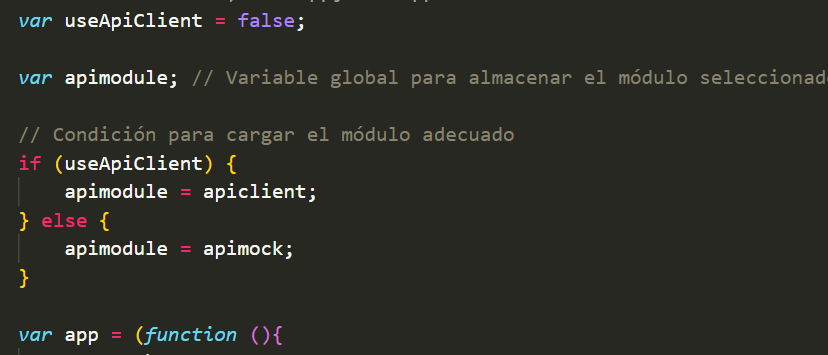 var useApiClient = false;
var apimodule; // Variable global para almacenar el módulo seleccionado
// Condición para cargar el módulo adecuado
if (useApiClient) {
apimodule = apiclient;
} else {
apimodule = apimock;
}
var app = (function (){